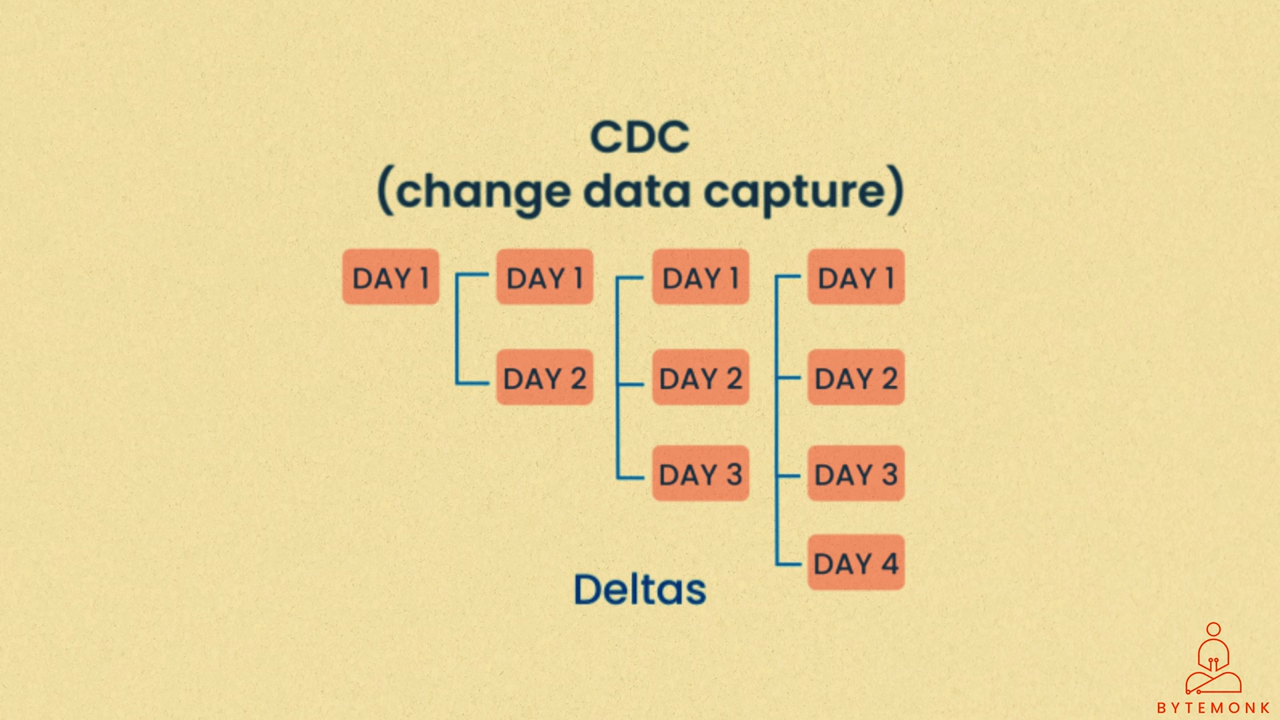 CDC
(change data capture)
DAY 1 DAY 1 DAY 1 DAY 1
DAY 2 DAY 2 DAY 2
DAY 3 DAY 3
DAY 4
Deltas
BYTEMONK